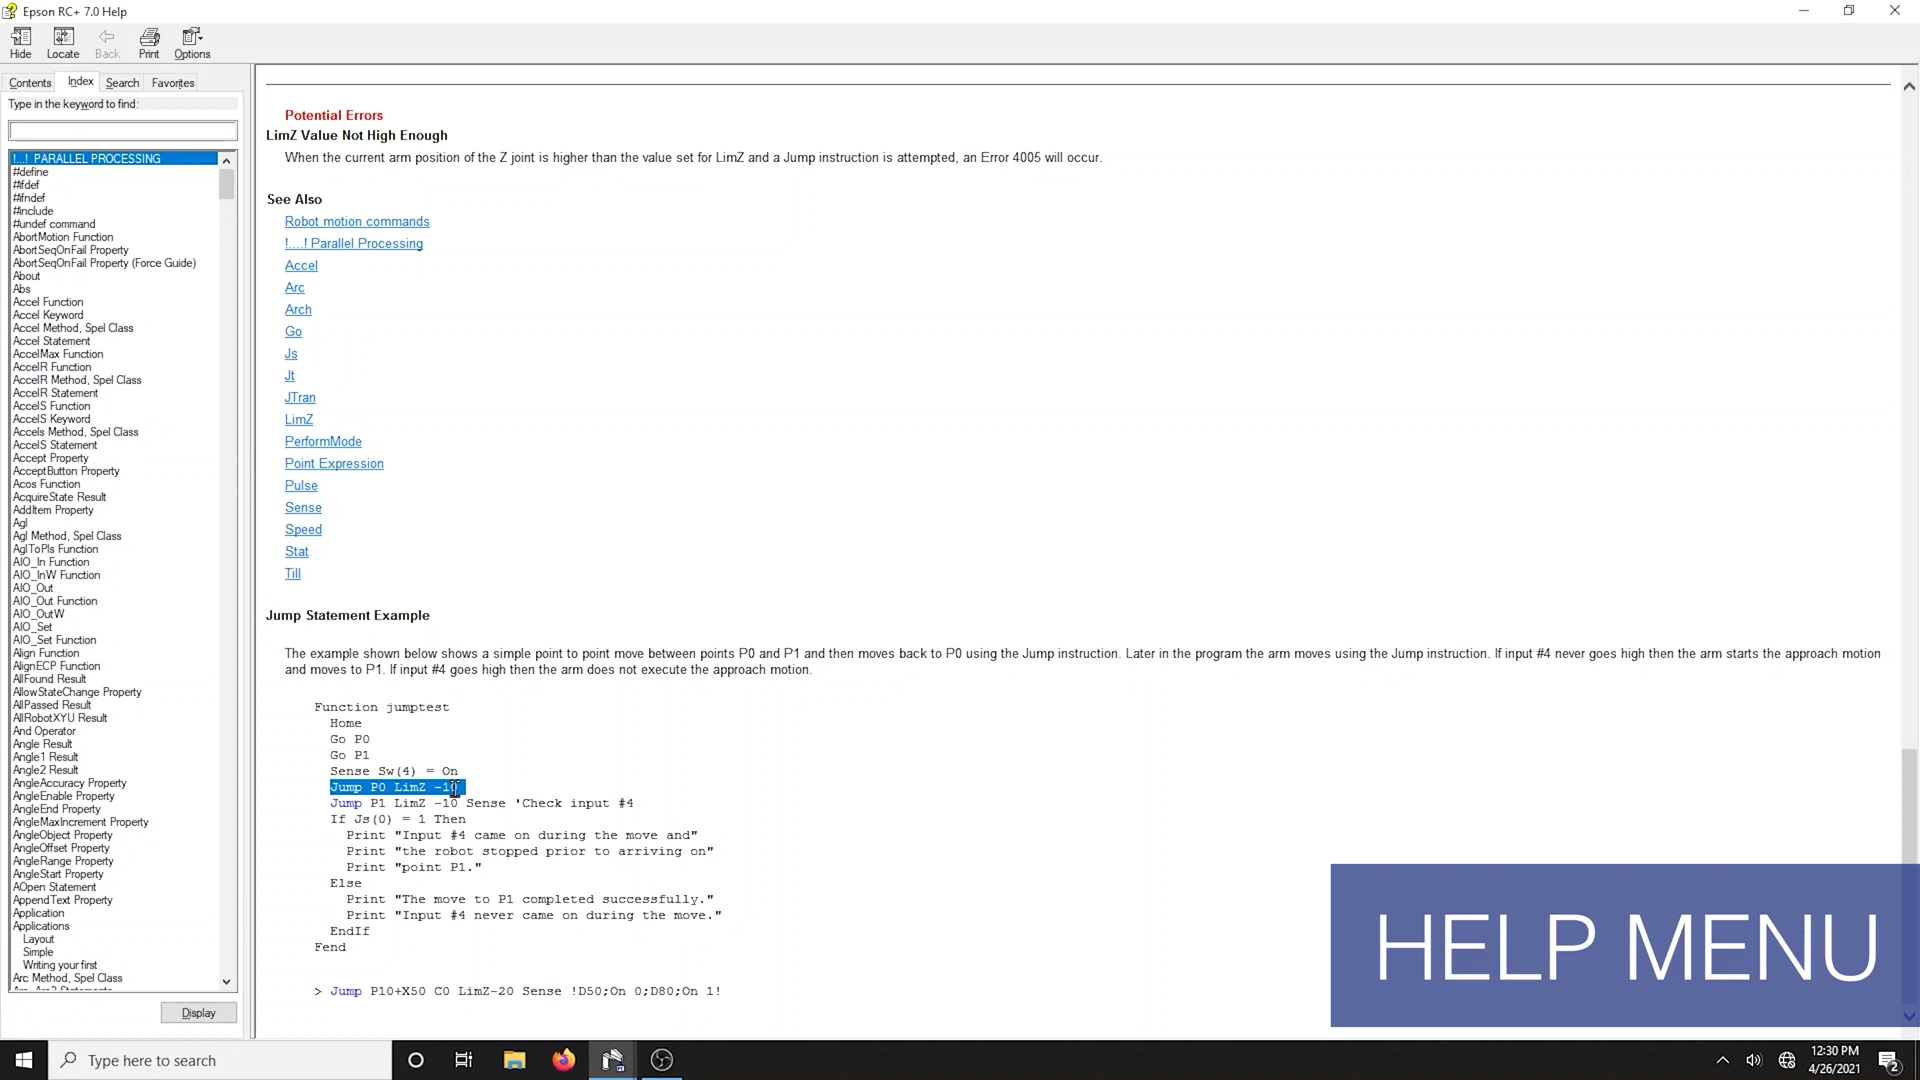 Epson RC+ 7.0 Help
Hide Locate Back Print Options
Contents Index Search Favorites
Type in the keyword to find:
!...! PARALLEL PROCESSING
#define
#ifdef
#ifndef
#include
#undef command
AbortMotion Function
AbortSeqOnFail Property
AbortSeqOnFail Property (Force Guide)
About
Abs
Accel Function
Accel Keyword
Accel Method, Spel Class
Accel Statement
AccelMax Function
AccelR Function
AccelR Method, Spel Class
AccelR Statement
AccelS Function
AccelS Keyword
Accels Method, Spel Class
AccelS Statement
Accept Property
AcceptButton Property
Acos Function
AcquireState Result
AddItem Property
Agl
Agl Method, Spel Class
AglToPls Function
AIO_In Function
AIO_InW Function
AIO_Out
AIO_Out Function
AIO_OutW
AIO_Set
AIO_Set Function
Align Function
AlignECP Function
AllFound Result
AllowStateChange Property
AllPassed Result
AllRobotXYU Result
And Operator
Angle Result
Angle1 Result
Angle2 Result
AngleAccuracy Property
AngleEnable Property
AngleEnd Property
AngleMaxIncrement Property
AngleObject Property
AngleOffset Property
AngleRange Property
AngleStart Property
AOpen Statement
AppendText Property
Application
Applications
Layout
Simple
Writing your first
Arc Method, Spel Class
Display
Potential Errors
LimZ Value Not High Enough
When the current arm position of the Z joint is higher than the value set for LimZ and a Jump instruction is attempted, an Error 4005 will occur.
See Also
Robot motion commands
!....! Parallel Processing
Accel
Arc
Arch
Go
Js
Jt
JTran
LimZ
PerformMode
Point Expression
Pulse
Sense
Speed
Stat
Till
Jump Statement Example
The example shown below shows a simple point to point move between points P0 and P1 and then moves back to P0 using the Jump instruction. Later in the program the arm moves using the Jump instruction. If input #4 never goes high then the arm starts the approach motion
and moves to P1. If input #4 goes high then the arm does not execute the approach motion.
Function jumptest
Home
Go P0
Go P1
Sense Sw(4) = On
Jump P0 LimZ -10
Jump P1 LimZ -10 Sense 'Check input #4
If Js(0) = 1 Then
Print "Input #4 came on during the move and"
Print "the robot stopped prior to arriving on"
Print "point P1."
Else
Print "The move to P1 completed successfully."
Print "Input #4 never came on during the move."
EndIf
Fend
> Jump P10+X50 C0 LimZ-20 Sense !D50;On 0;D80;On 1!
HELP MENU
Type here to search
12:30 PM
4/26/2021
2